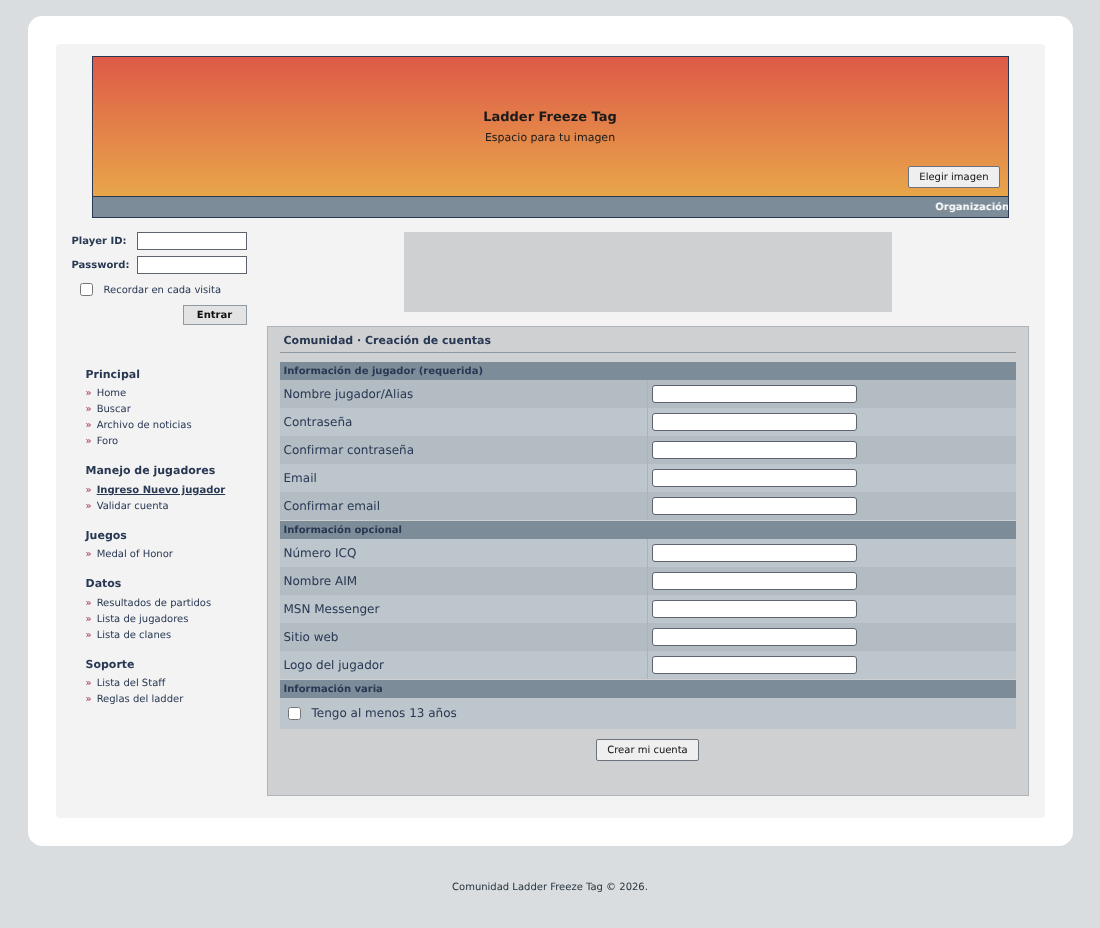 Ladder Freeze Tag
Espacio para tu imagen
Elegir imagen
Organización
Player ID:
Password:
Recordar en cada visita
Entrar
Principal
» Home
» Buscar
» Archivo de noticias
» Foro
Manejo de jugadores
» Ingreso Nuevo jugador
» Validar cuenta
Juegos
» Medal of Honor
Datos
» Resultados de partidos
» Lista de jugadores
» Lista de clanes
Soporte
» Lista del Staff
» Reglas del ladder
Comunidad · Creación de cuentas
Información de jugador (requerida)
Nombre jugador/Alias
Contraseña
Confirmar contraseña
Email
Confirmar email
Información opcional
Número ICQ
Nombre AIM
MSN Messenger
Sitio web
Logo del jugador
Información varia
Tengo al menos 13 años
Crear mi cuenta
Comunidad Ladder Freeze Tag © 2026.